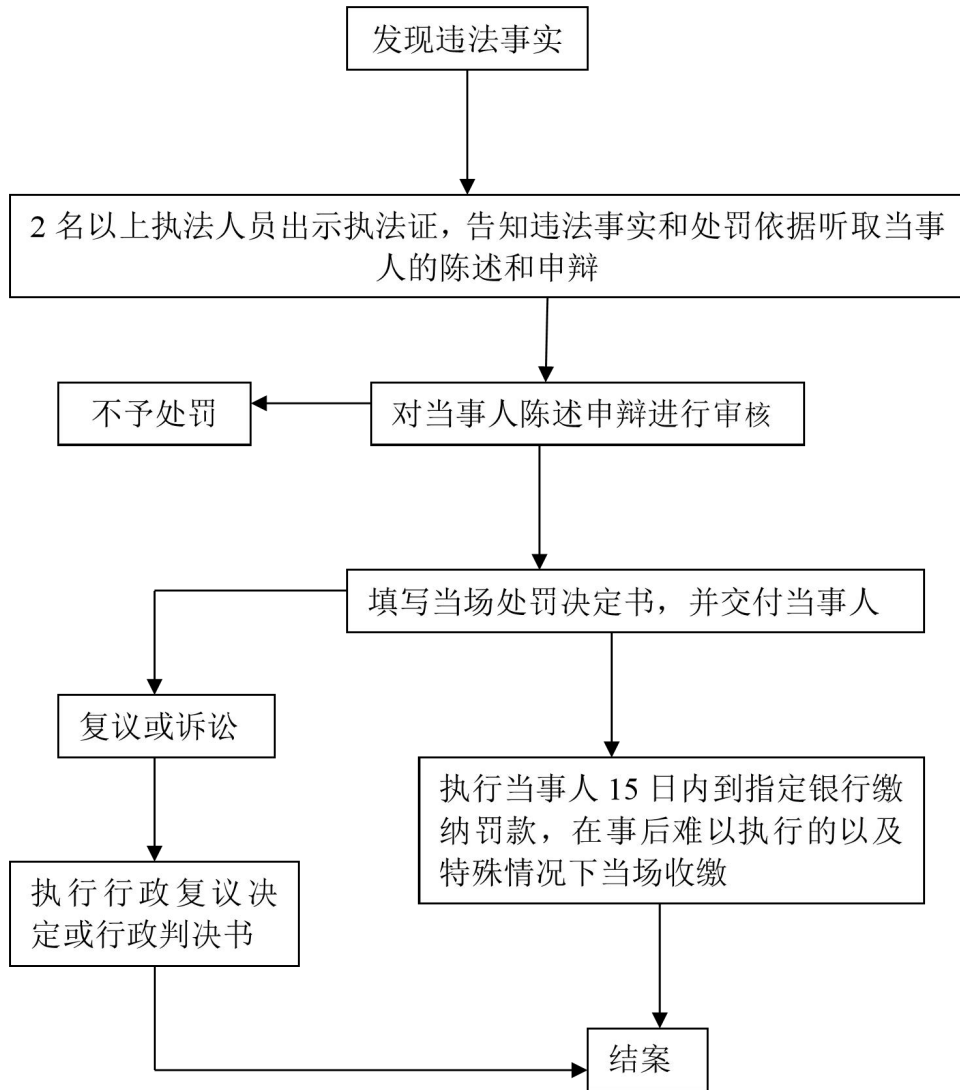 发现违法事实
2 名以上执法人员出示执法证，告知违法事实和处罚依据听取当事
人的陈述和申辩
不予处罚
对当事人陈述申辩进行审核
填写当场处罚决定书，并交付当事人
复议或诉讼
执行当事人 15 日内到指定银行缴
纳罚款，在事后难以执行的以及
特殊情况下当场收缴
执行行政复议决
定或行政判决书
结案